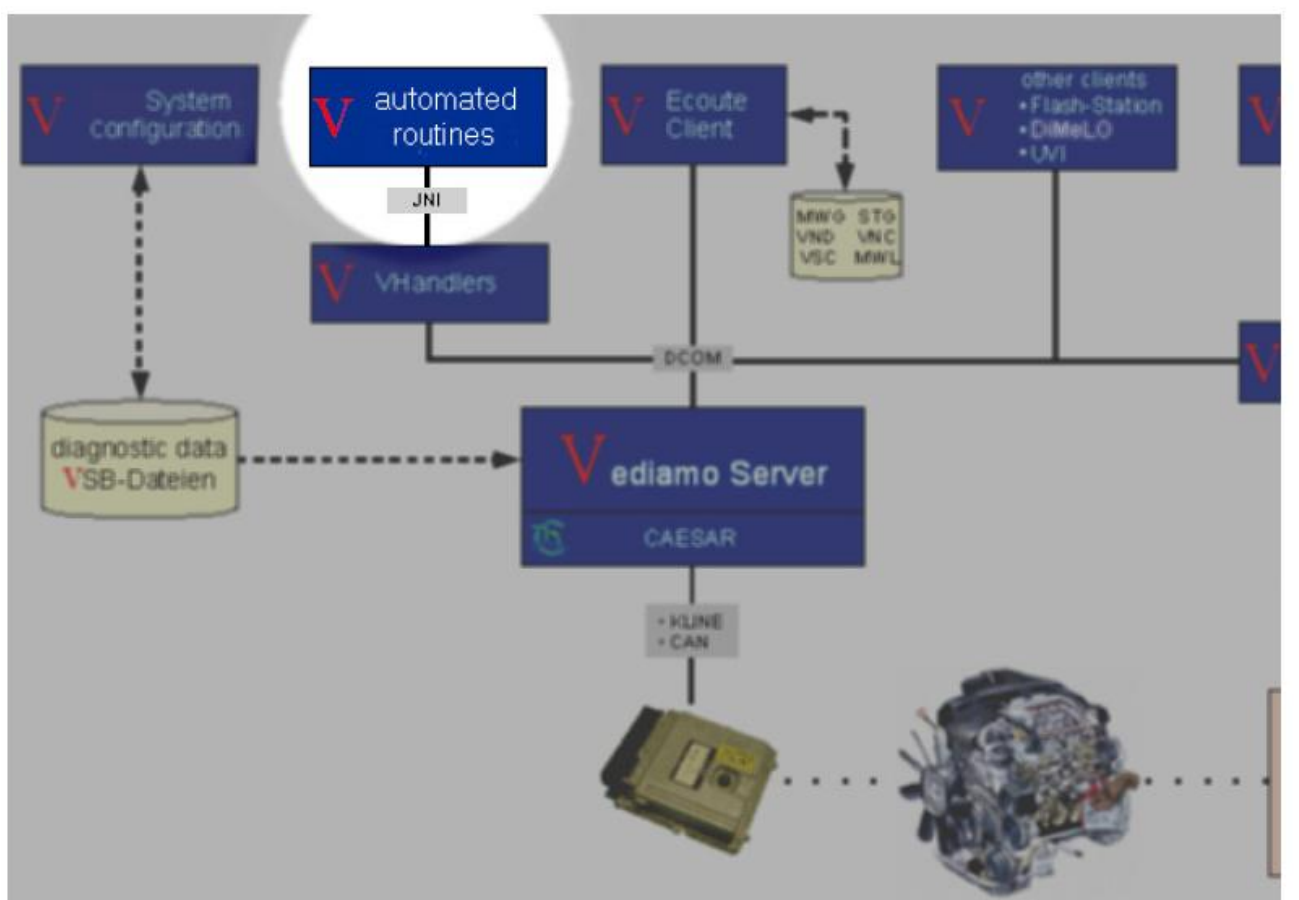 V System
configuration
V automated
routines
JNI
V VHandlers
V Ecoute
Client
MWG STG
VND VNC
VSC MWL
V other clients
• Flash-Station
• DiMeLO
• UVI
V
V
DCOM
diagnostic data
VSB-Dateien
Vediamo Server
CAESAR
• KLINE
• CAN